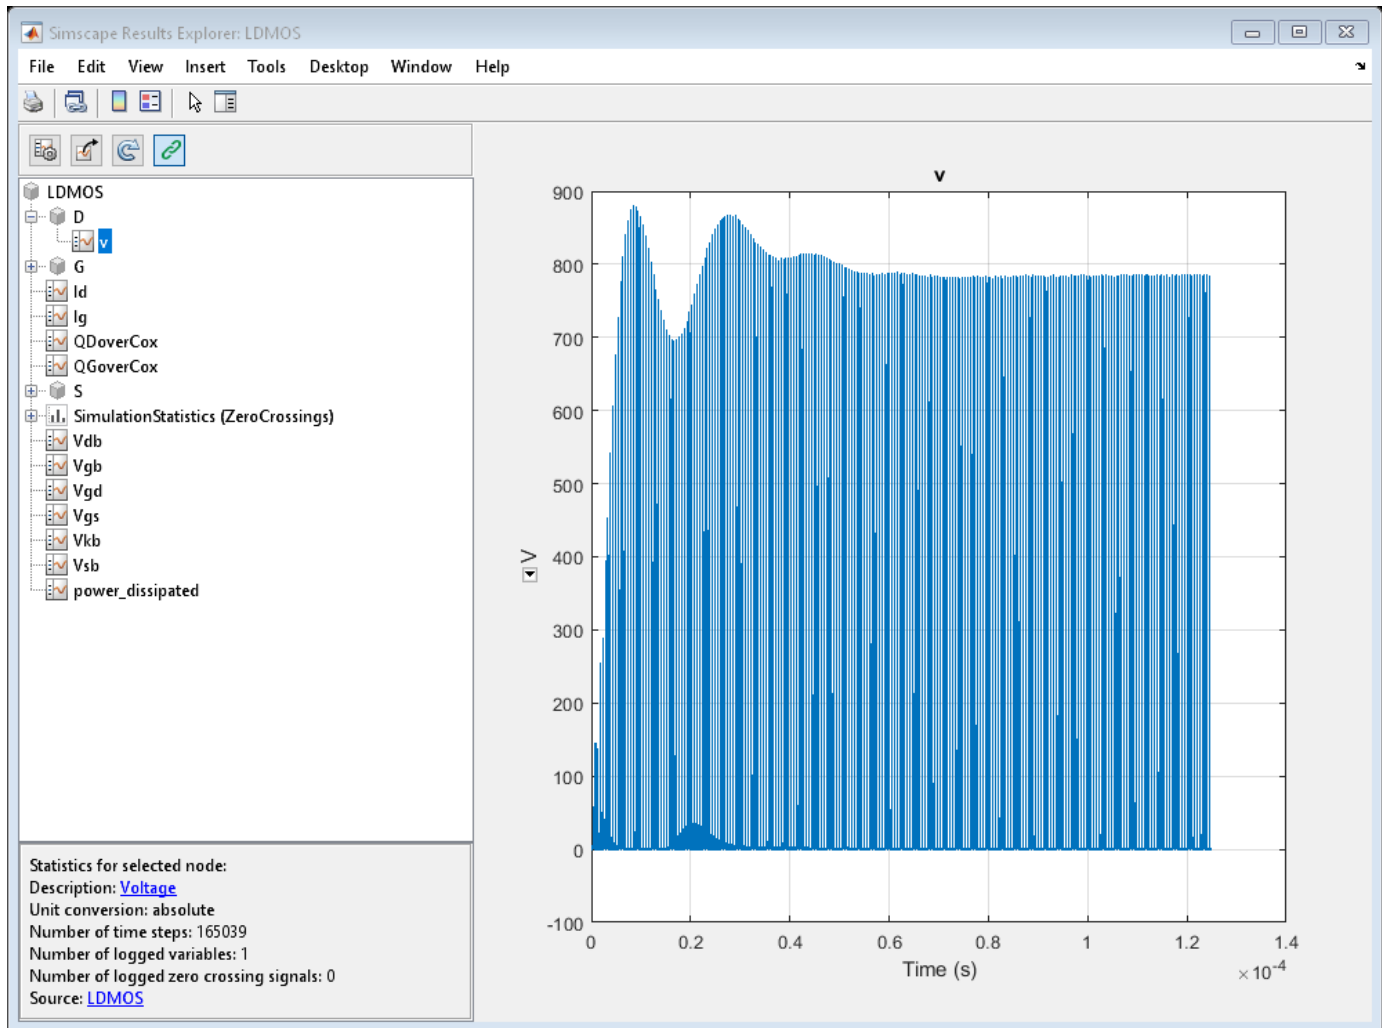 Simscape Results Explorer: LDMOS
File Edit View Insert Tools Desktop Window Help
LDMOS
D
v
G
Id
Ig
QDoverCox
QGoverCox
S
SimulationStatistics (ZeroCrossings)
Vdb
Vgb
Vgd
Vgs
Vkb
Vsb
power_dissipated
Statistics for selected node:
Description: Voltage
Unit conversion: absolute
Number of time steps: 165039
Number of logged variables: 1
Number of logged zero crossing signals: 0
Source: LDMOS
v
900
800
700
600
500
400
300
200
100
0
-100
V
0 0.2 0.4 0.6 0.8 1 1.2 1.4
Time (s)
×10⁻⁴